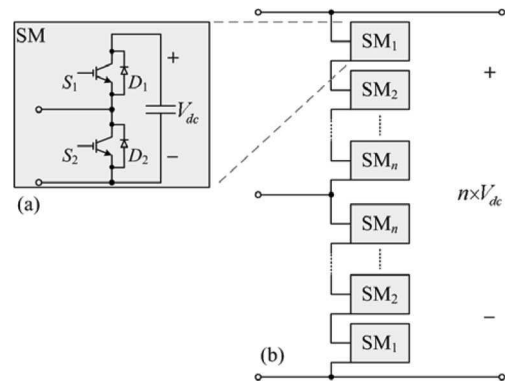 SM
S1 D1
+
Vdc
S2 D2
−
(a)
SM1
SM2
SMn
SMn
SM2
SM1
+
n×Vdc
−
(b)